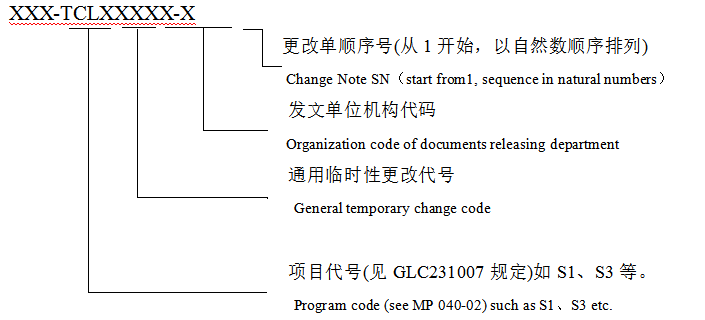 XXX-TCLXXXXX-X
更改单顺序号(从 1 开始，以自然数顺序排列)
Change Note SN（start from1, sequence in natural numbers）
发文单位机构代码
Organization code of documents releasing department
通用临时性更改代号
General temporary change code
项目代号(见 GLC231007 规定)如 S1、S3 等。
Program code (see MP 040-02) such as S1、S3 etc.